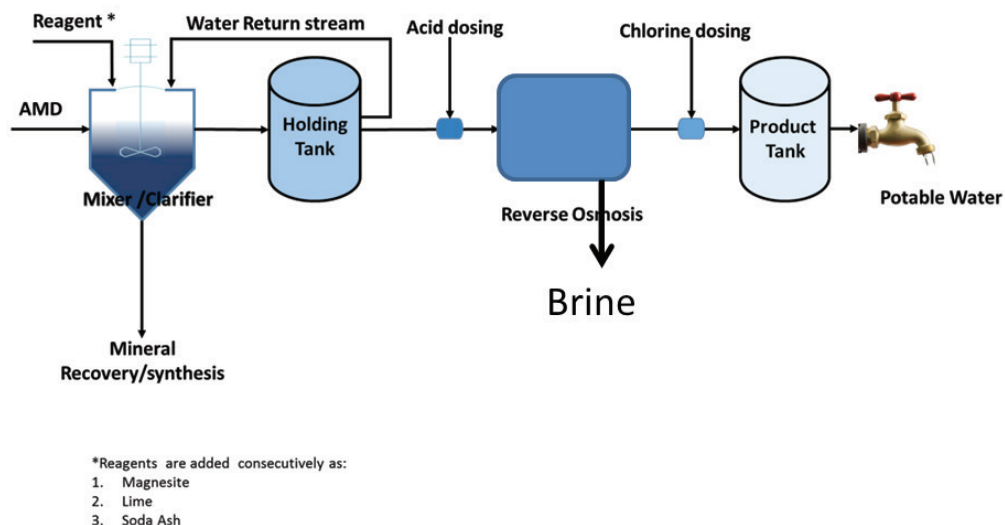 Reagent *
Water Return stream
Acid dosing
Chlorine dosing
AMD
Holding
Tank
Product
Tank
Mixer /Clarifier
Reverse Osmosis
Potable Water
Brine
Mineral
Recovery/synthesis
*Reagents are added consecutively as:
1. Magnesite
2. Lime
3. Soda Ash